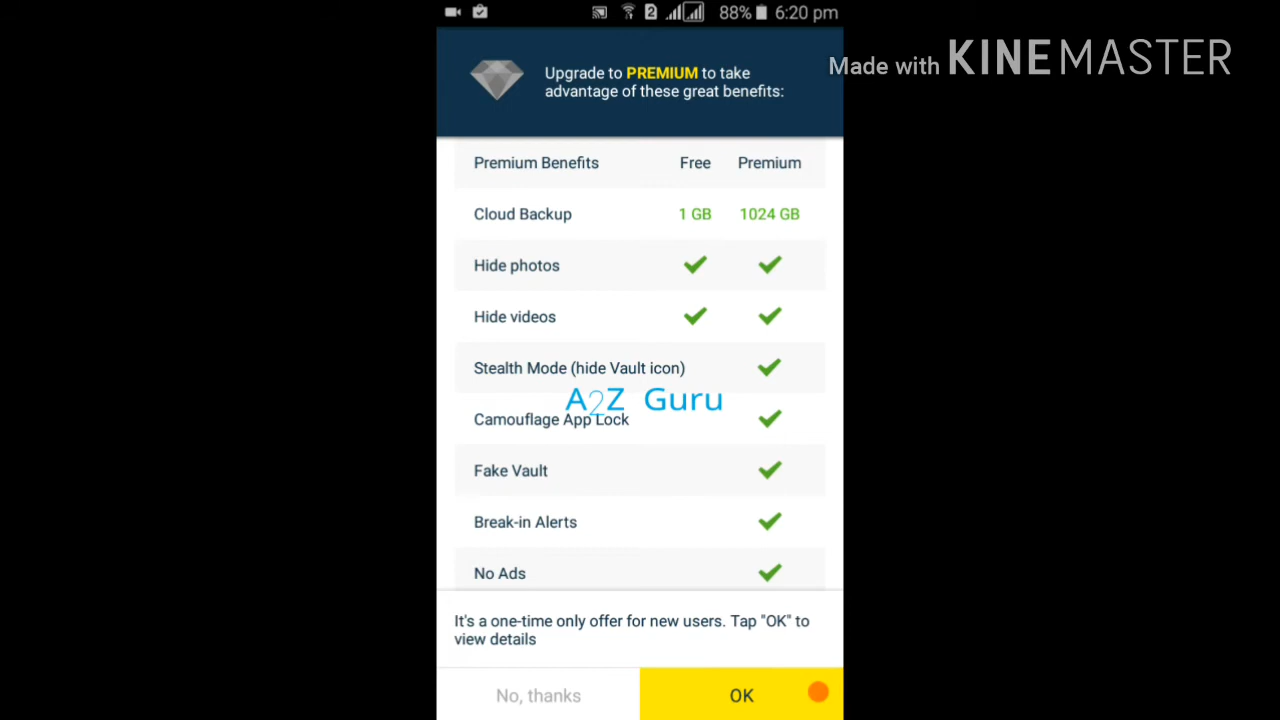 2 88% 6:20 pm
Made with KINEMASTER
Upgrade to PREMIUM to take
advantage of these great benefits:
Premium Benefits Free Premium
Cloud Backup 1 GB 1024 GB
Hide photos
Hide videos
Stealth Mode (hide Vault icon)
A2Z Guru
Camouflage App Lock
Fake Vault
Break-in Alerts
No Ads
It's a one-time only offer for new users. Tap "OK" to
view details
No, thanks OK